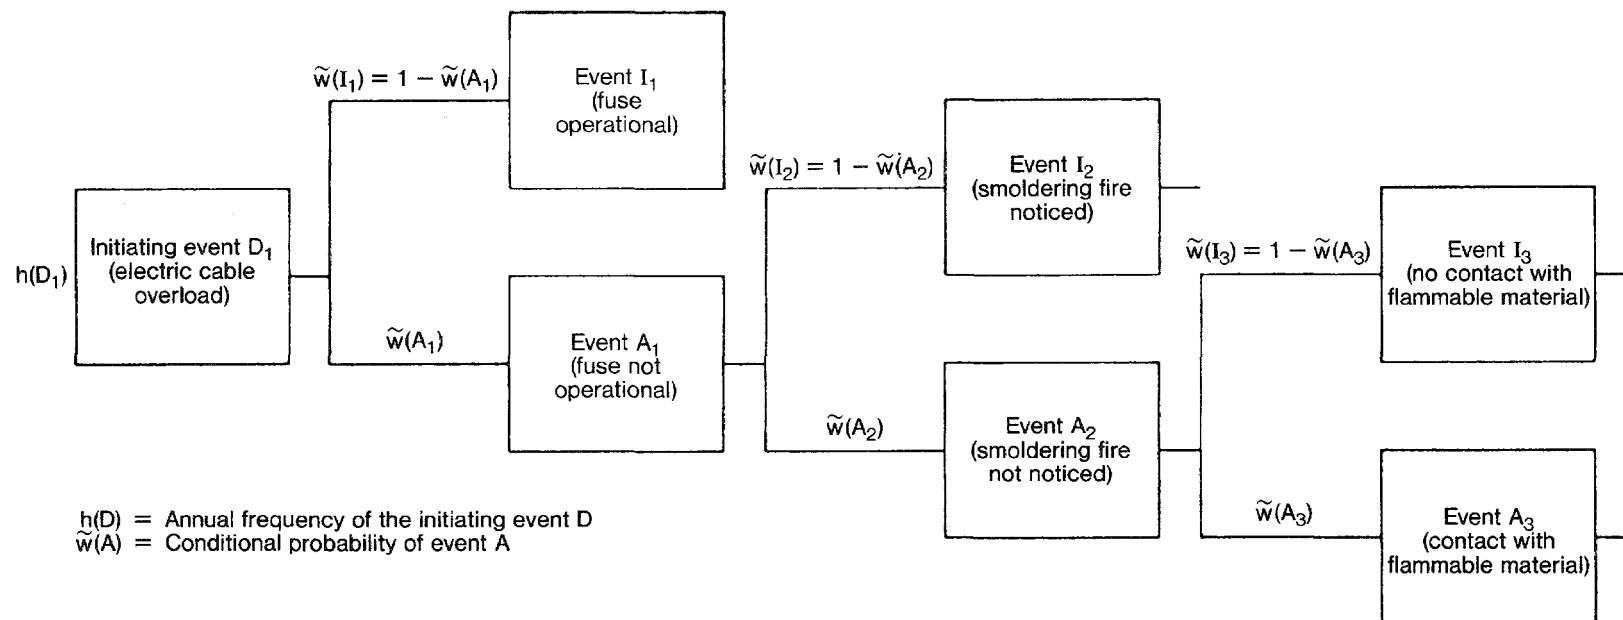 w̃(I₁) = 1 − w̃(A₁)
Event I₁
(fuse
operational)
w̃(I₂) = 1 − w̃(A₂)
Event I₂
(smoldering fire
noticed)
h(D₁)
Initiating event D₁
(electric cable
overload)
w̃(I₃) = 1 − w̃(A₃)
Event I₃
(no contact with
flammable material)
w̃(A₁)
Event A₁
(fuse not
operational)
w̃(A₂)
Event A₂
(smoldering fire
not noticed)
w̃(A₃)
Event A₃
(contact with
flammable material)
h(D) = Annual frequency of the initiating event D
w̃(A) = Conditional probability of event A